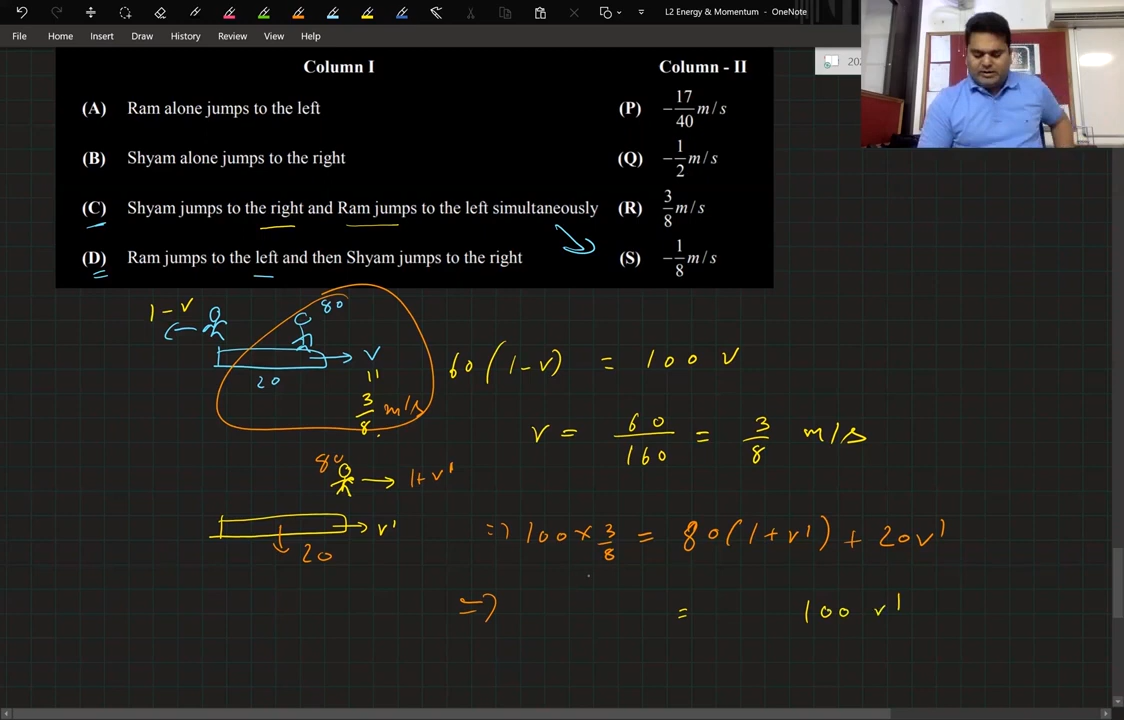 L2 Energy & Momentum - OneNote
File Home Insert Draw History Review View Help
Column I Column - II
(A) Ram alone jumps to the left (P) -17/40 m/s
(B) Shyam alone jumps to the right (Q) -1/2 m/s
(C) Shyam jumps to the right and Ram jumps to the left simultaneously (R) 3/8 m/s
(D) Ram jumps to the left and then Shyam jumps to the right (S) -1/8 m/s
1 - v
80
v
20
=
3/8 m/s
60(1-v) = 100 v
v = 60/160 = 3/8 m/s
80
1+v'
v'
20
⇒ 100 × 3/8 = 80(1+v') + 20v'
⇒ = 100 v'